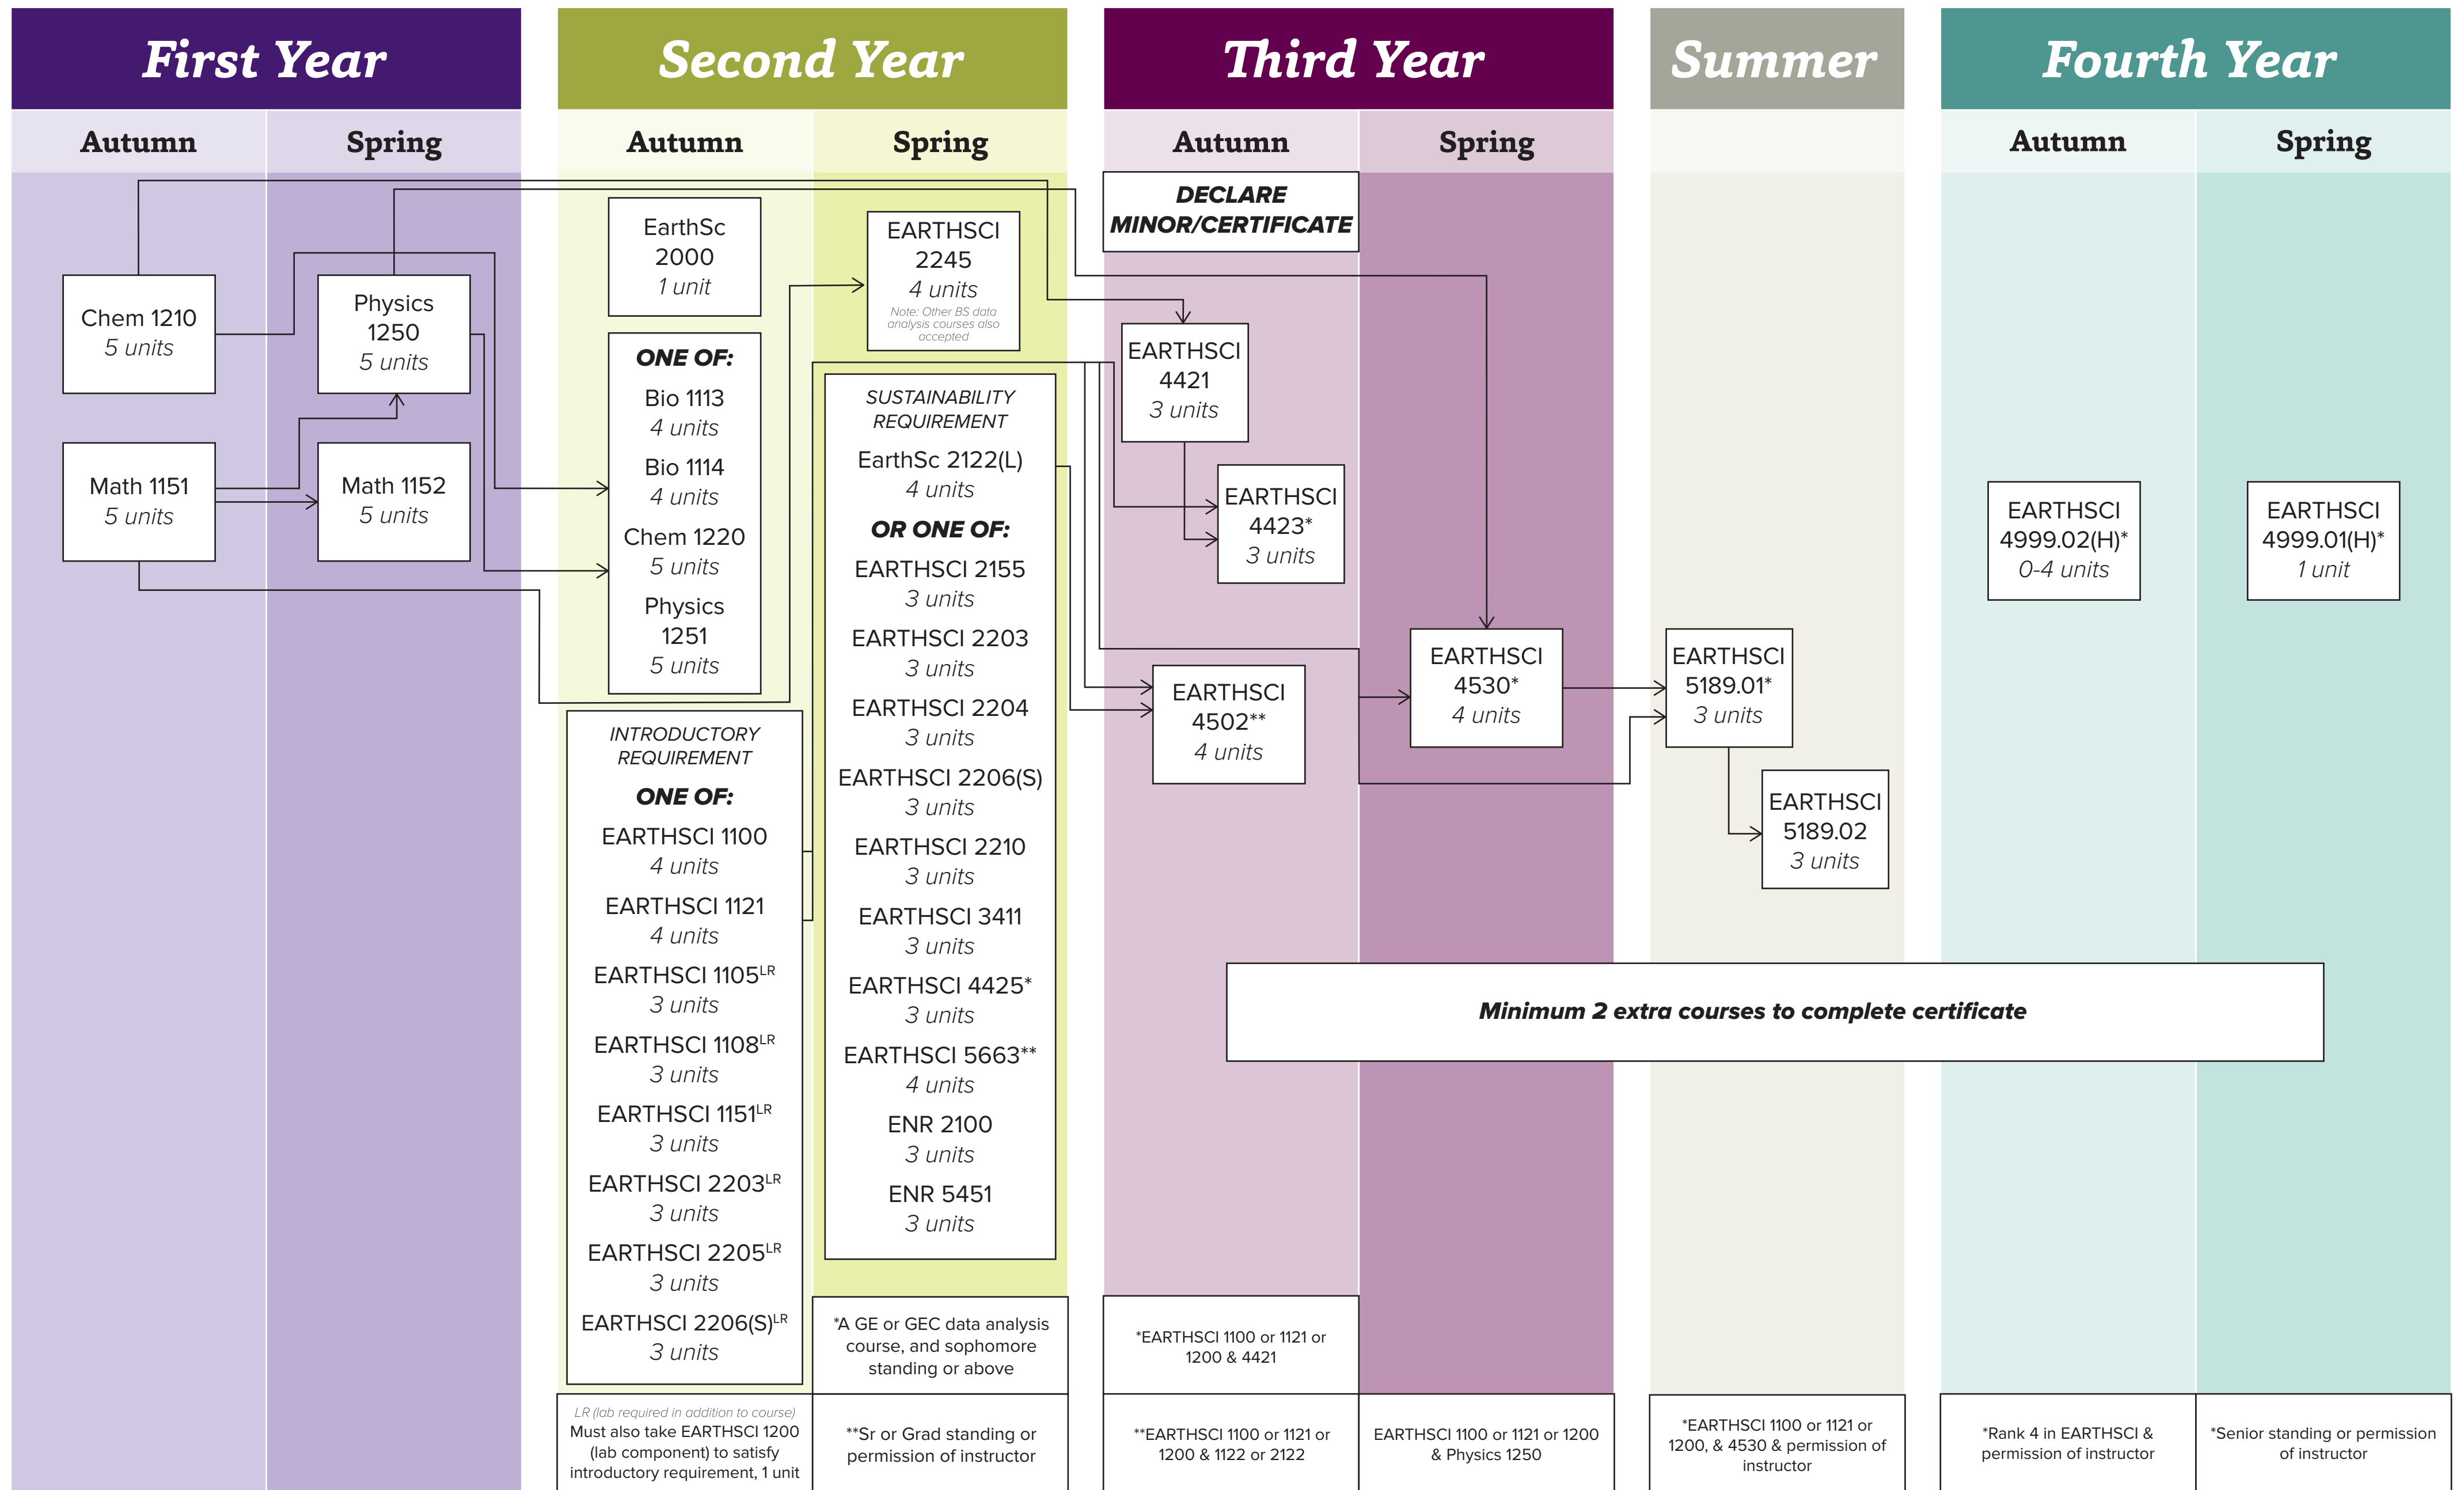 First Year
Second Year
Third Year
Summer
Fourth Year
Autumn
Spring
Autumn
Spring
Autumn
Spring
Autumn
Spring
Chem 1210
5 units
Math 1151
5 units
Physics
1250
5 units
Math 1152
5 units
EarthSc
2000
1 unit
ONE OF:
Bio 1113
4 units
Bio 1114
4 units
Chem 1220
5 units
Physics
1251
5 units
INTRODUCTORY
REQUIREMENT
ONE OF:
EARTHSCI 1100
4 units
EARTHSCI 1121
4 units
EARTHSCI 1105LR
3 units
EARTHSCI 1108LR
3 units
EARTHSCI 1151LR
3 units
EARTHSCI 2203LR
3 units
EARTHSCI 2205LR
3 units
EARTHSCI 2206(S)LR
3 units
LR (lab required in addition to course)
Must also take EARTHSCI 1200
(lab component) to satisfy
introductory requirement, 1 unit
EARTHSCI
2245
4 units
Note: Other BS data
analysis courses also
accepted
SUSTAINABILITY
REQUIREMENT
EarthSc 2122(L)
4 units
OR ONE OF:
EARTHSCI 2155
3 units
EARTHSCI 2203
3 units
EARTHSCI 2204
3 units
EARTHSCI 2206(S)
3 units
EARTHSCI 2210
3 units
EARTHSCI 3411
3 units
EARTHSCI 4425*
3 units
EARTHSCI 5663**
4 units
ENR 2100
3 units
ENR 5451
3 units
*A GE or GEC data analysis
course, and sophomore
standing or above
**Sr or Grad standing or
permission of instructor
DECLARE
MINOR/CERTIFICATE
EARTHSCI
4421
3 units
EARTHSCI
4423*
3 units
EARTHSCI
4502**
4 units
*EARTHSCI 1100 or 1121 or
1200 & 4421
**EARTHSCI 1100 or 1121 or
1200 & 1122 or 2122
EARTHSCI
4530*
4 units
EARTHSCI 1100 or 1121 or 1200
& Physics 1250
EARTHSCI
5189.01*
3 units
EARTHSCI
5189.02
3 units
*EARTHSCI 1100 or 1121 or
1200, & 4530 & permission of
instructor
EARTHSCI
4999.02(H)*
0-4 units
*Rank 4 in EARTHSCI &
permission of instructor
EARTHSCI
4999.01(H)*
1 unit
*Senior standing or permission
of instructor
Minimum 2 extra courses to complete certificate